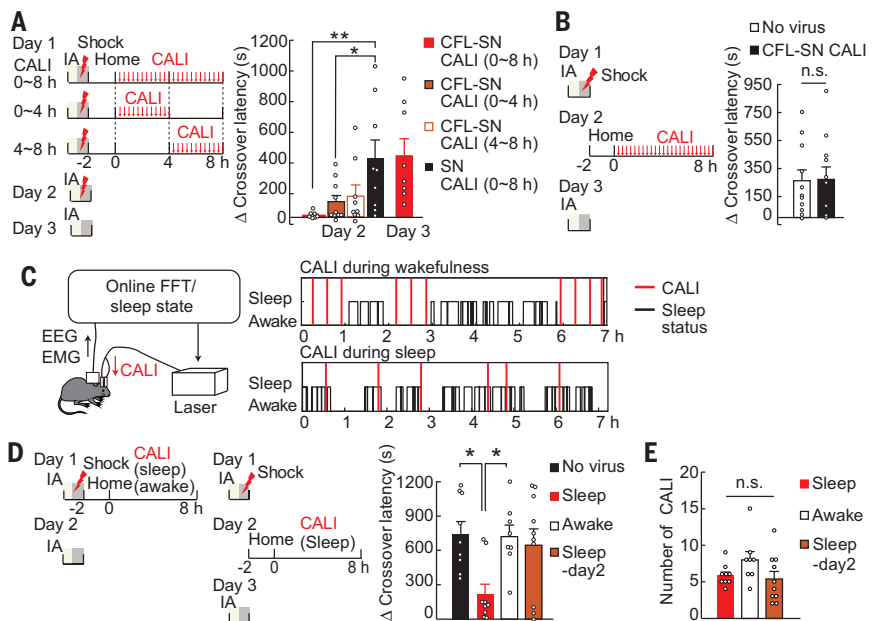 A
Day 1
IA
Shock
Home
CALI
CALI
0~8 h
0~4 h
CALI
4~8 h
CALI
-2
0
4
8 h
Day 2
IA
Day 3
IA
Δ Crossover latency (s)
1200
1000
800
600
400
200
0
**
*
Day 2
Day 3
CFL-SN
CALI (0~8 h)
CFL-SN
CALI (0~4 h)
CFL-SN
CALI (4~8 h)
SN
CALI (0~8 h)
B
Day 1
IA
Shock
Day 2
Home
CALI
-2
0
8 h
Day 3
IA
No virus
CFL-SN CALI
n.s.
Δ Crossover latency (s)
950
750
550
350
150
0
C
Online FFT/
sleep state
EEG
EMG
CALI
Laser
CALI during wakefulness
Sleep
Awake
0 1 2 3 4 5 6 7 h
CALI during sleep
Sleep
Awake
0 1 2 3 4 5 6 7 h
CALI
Sleep
status
D
Day 1
IA
Shock
Home
CALI
(sleep)
(awake)
-2 0 8 h
Day 2
IA
Day 1
IA
Shock
Day 2
Home
CALI
(Sleep)
-2 0 8 h
Day 3
IA
Δ Crossover latency (s)
1200
900
600
300
0
* *
No virus
Sleep
Awake
Sleep
-day2
E
Number of CALI
20
15
10
5
0
n.s.
Sleep
Awake
Sleep
-day2